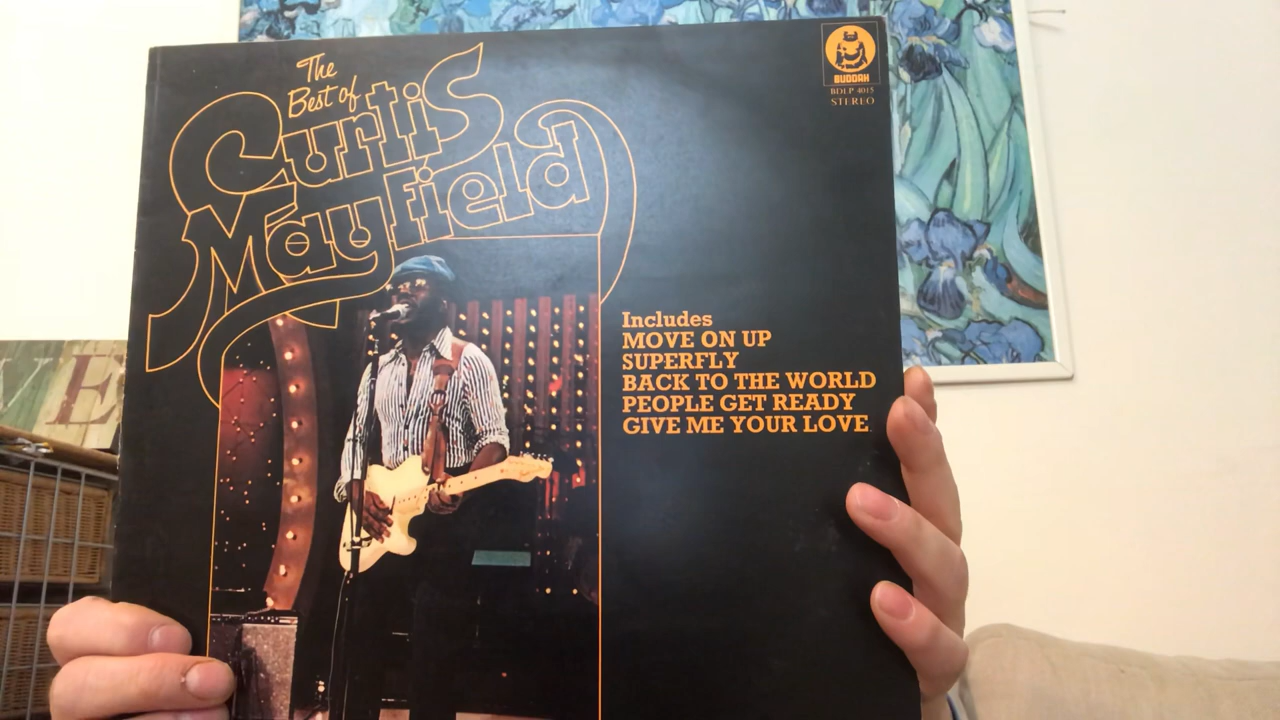 The
Best of
Curtis
Mayfield
BUDDAH
BDLP 4015
STEREO
Includes
MOVE ON UP
SUPERFLY
BACK TO THE WORLD
PEOPLE GET READY
GIVE ME YOUR LOVE
VE